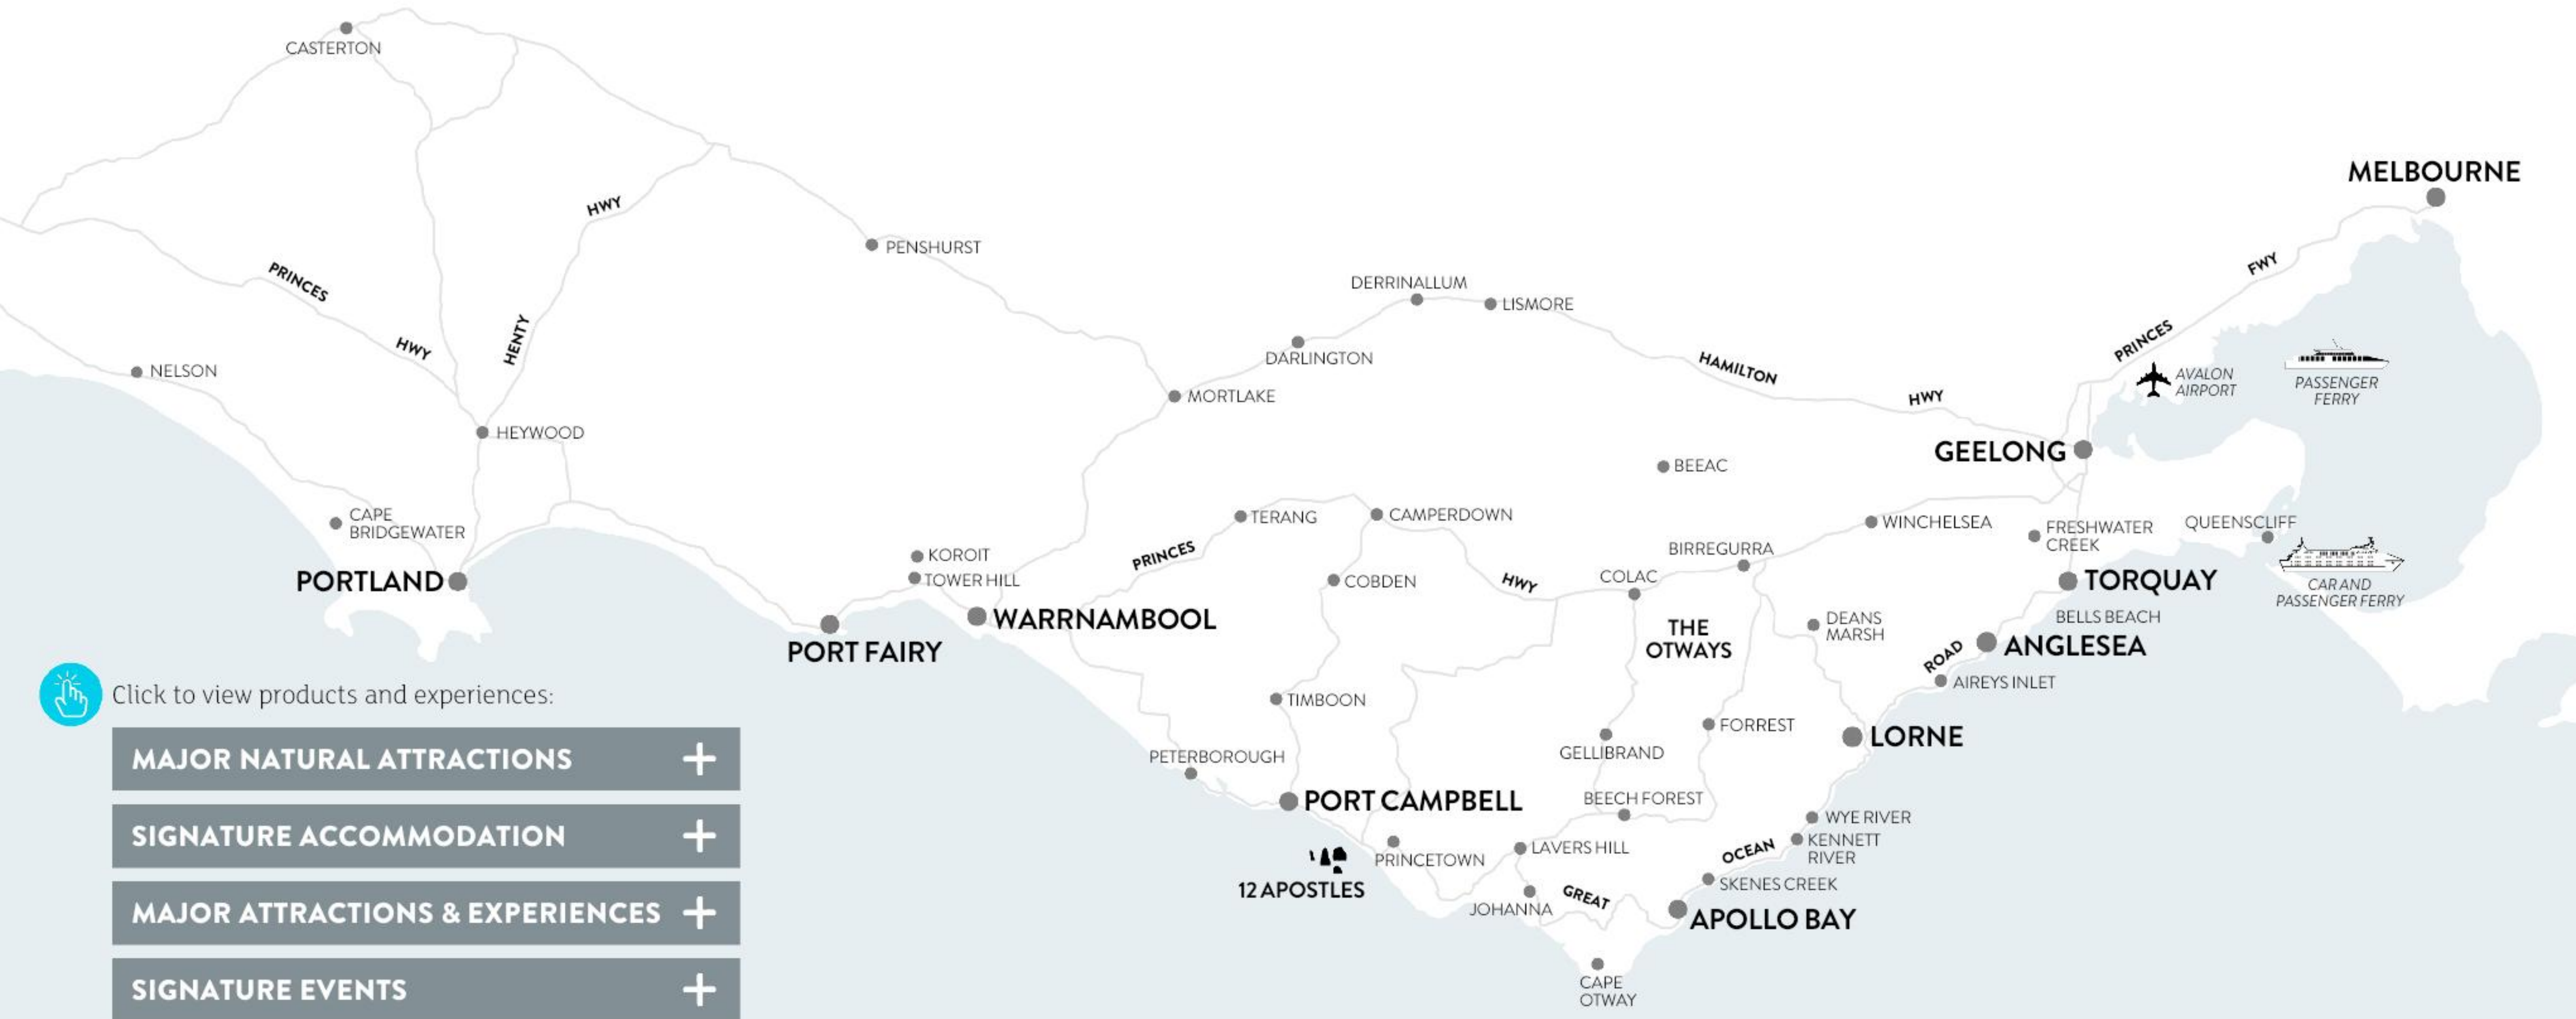 CASTERTON
MELBOURNE
HWY
PENSHURST
FWY
PRINCES
DERRINALLUM
LISMORE
HENTY
PRINCES
HWY
DARLINGTON
HAMILTON
AVALON
AIRPORT
PASSENGER
FERRY
NELSON
MORTLAKE
HWY
HEYWOOD
GEELONG
BEEAC
CAPE
BRIDGEWATER
TERANG
CAMPERDOWN
WINCHELSEA
FRESHWATER
CREEK
QUEENSCLIFF
PRINCES
KOROIT
BIRREGURRA
TOWER HILL
PORTLAND
COBDEN
HWY
COLAC
TORQUAY
CAR AND
PASSENGER FERRY
WARRNAMBOOL
BELLS BEACH
DEANS
MARSH
THE
OTWAYS
PORT FAIRY
ROAD
ANGLESEA
AIREYS INLET
Click to view products and experiences:
TIMBOON
FORREST
LORNE
GELLIBRAND
PETERBOROUGH
MAJOR NATURAL ATTRACTIONS +
PORT CAMPBELL
BEECH FOREST
WYE RIVER
KENNETT
RIVER
SIGNATURE ACCOMMODATION +
PRINCETOWN
LAVERS HILL
OCEAN
12 APOSTLES
SKENES CREEK
JOHANNA
GREAT
APOLLO BAY
MAJOR ATTRACTIONS & EXPERIENCES +
CAPE
OTWAY
SIGNATURE EVENTS +